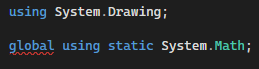 using System.Drawing;
global using static System.Math;